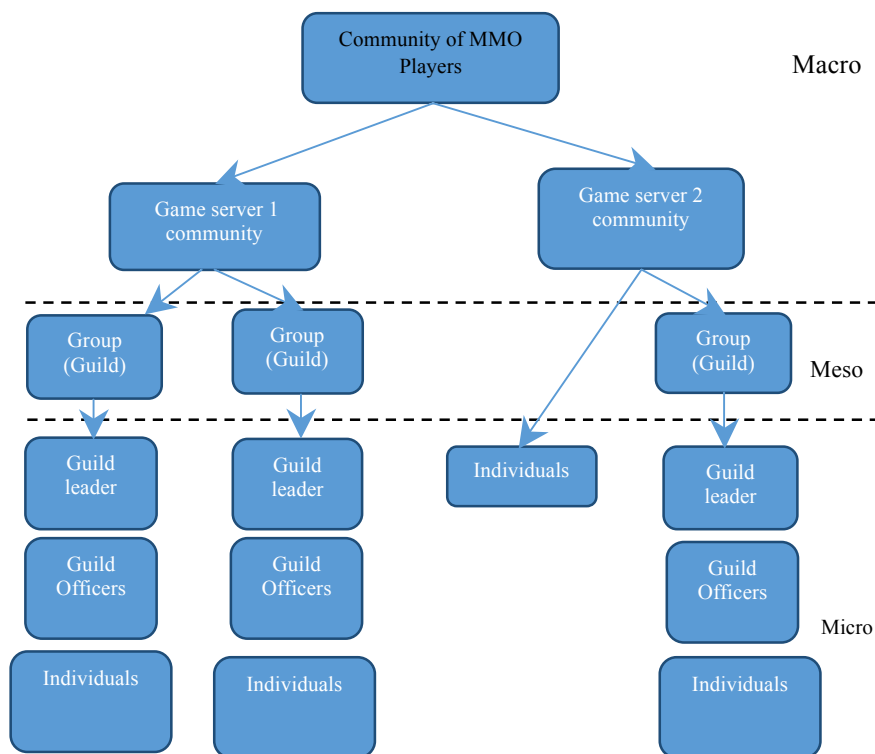 Community of MMO
Players
Macro
Game server 1
community
Game server 2
community
Group
(Guild)
Group
(Guild)
Group
(Guild)
Meso
Guild
leader
Guild
leader
Individuals
Guild
leader
Guild
Officers
Guild
Officers
Guild
Officers
Micro
Individuals
Individuals
Individuals